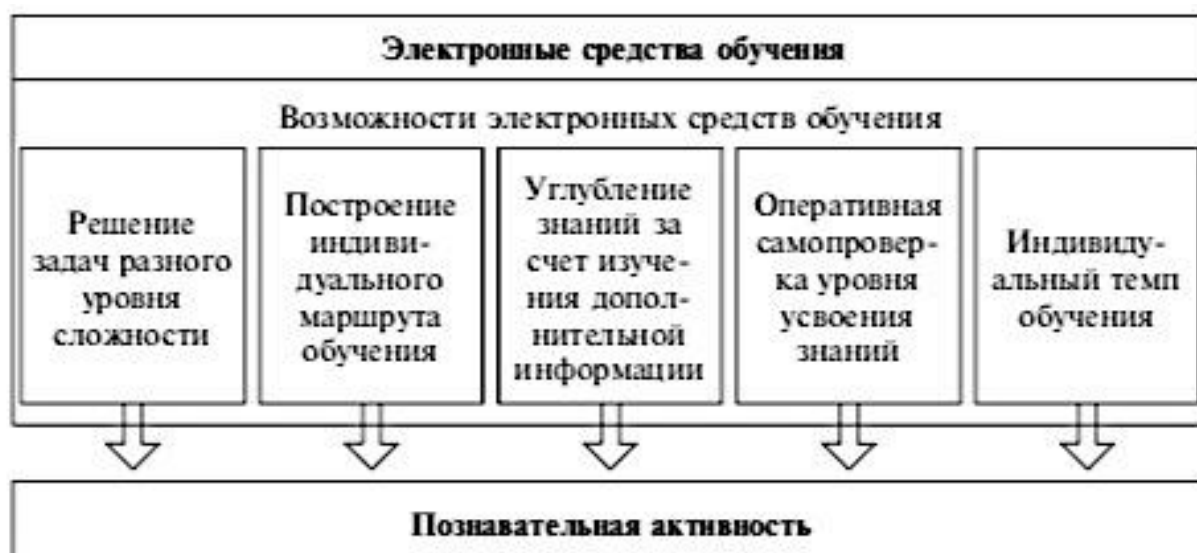 Электронные средства обучения
Возможности электронных средств обучения
Решение
задач разного
уровня
сложности
Построение
индиви-
дуального
маршрута
обучения
Углубление
знаний за
счет изуче-
ния допол-
нительной
информации
Оперативная
самопровер-
ка уровня
усвоения
знаний
Индивиду-
альный темп
обучения
Познавательная активность